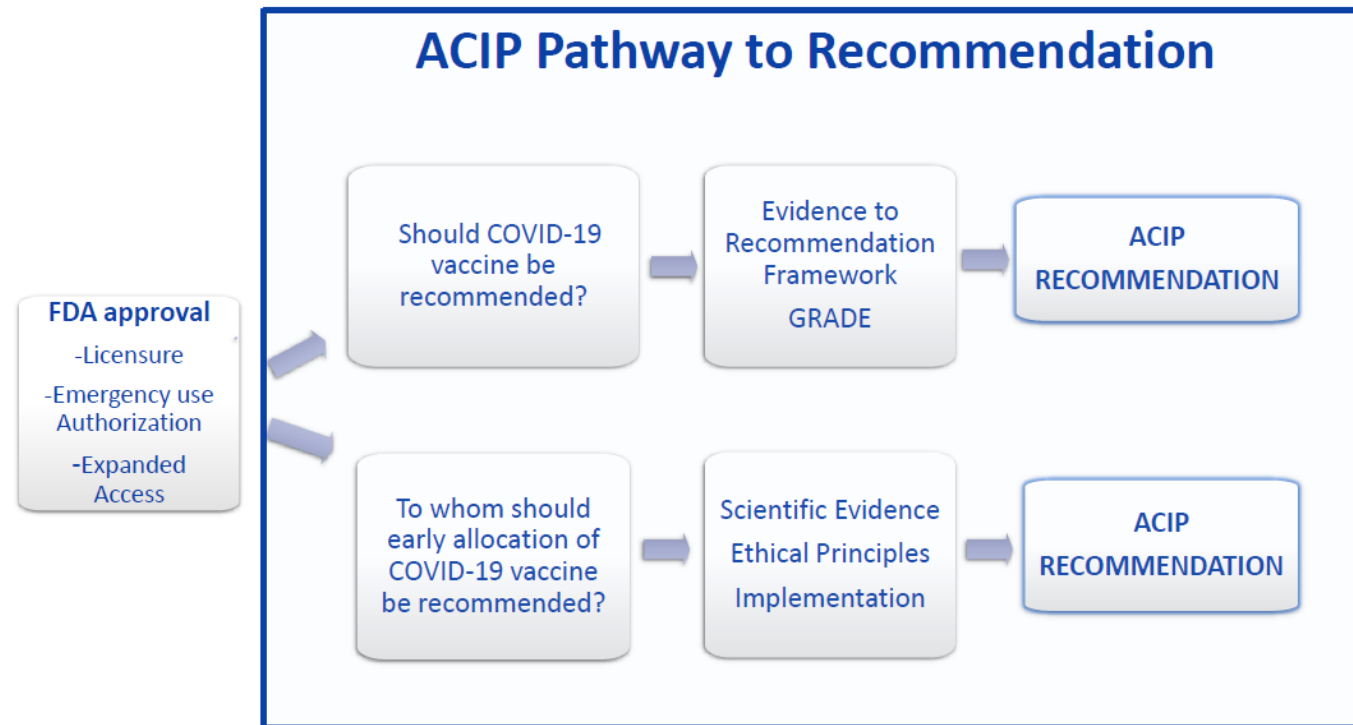 ACIP Pathway to Recommendation
FDA approval
-Licensure
-Emergency use
Authorization
-Expanded
Access
Should COVID-19
vaccine be
recommended?
Evidence to
Recommendation
Framework
GRADE
ACIP
RECOMMENDATION
To whom should
early allocation of
COVID-19 vaccine
be recommended?
Scientific Evidence
Ethical Principles
Implementation
ACIP
RECOMMENDATION